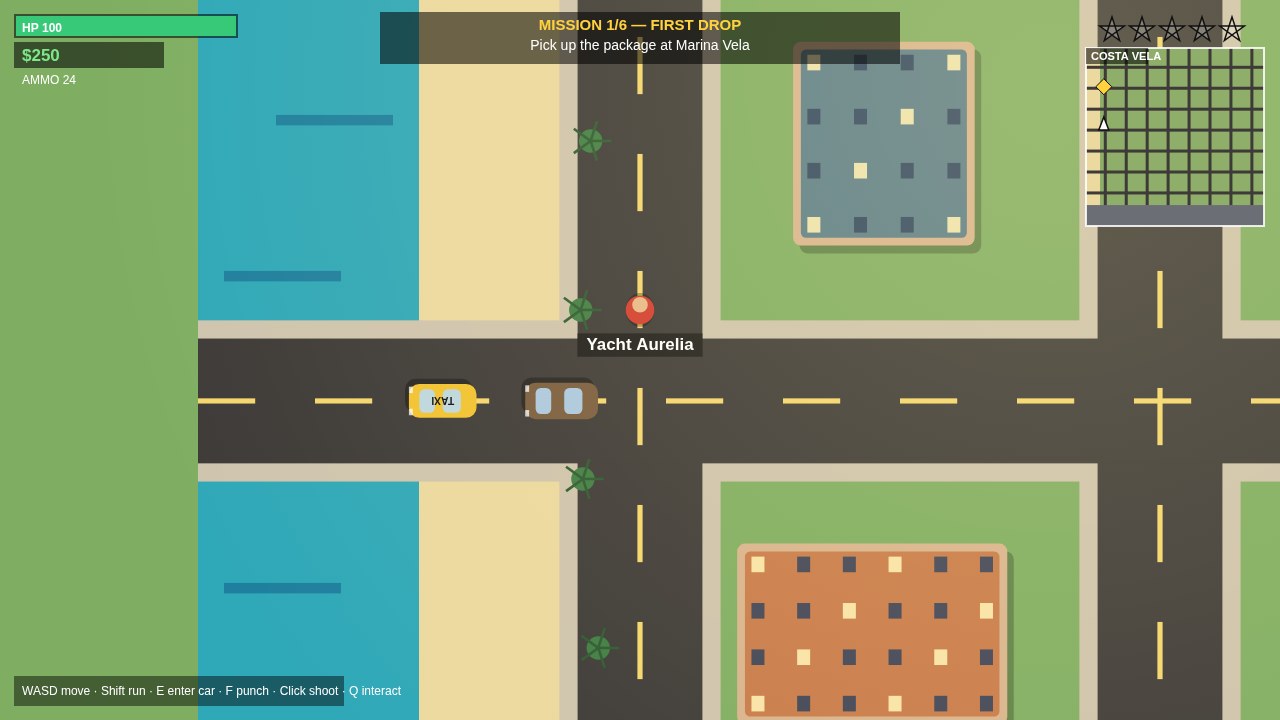 HP 100
$250
AMMO 24
MISSION 1/6 — FIRST DROP
Pick up the package at Marina Vela
COSTA VELA
Yacht Aurelia
TAXI
WASD move · Shift run · E enter car · F punch · Click shoot · Q interact